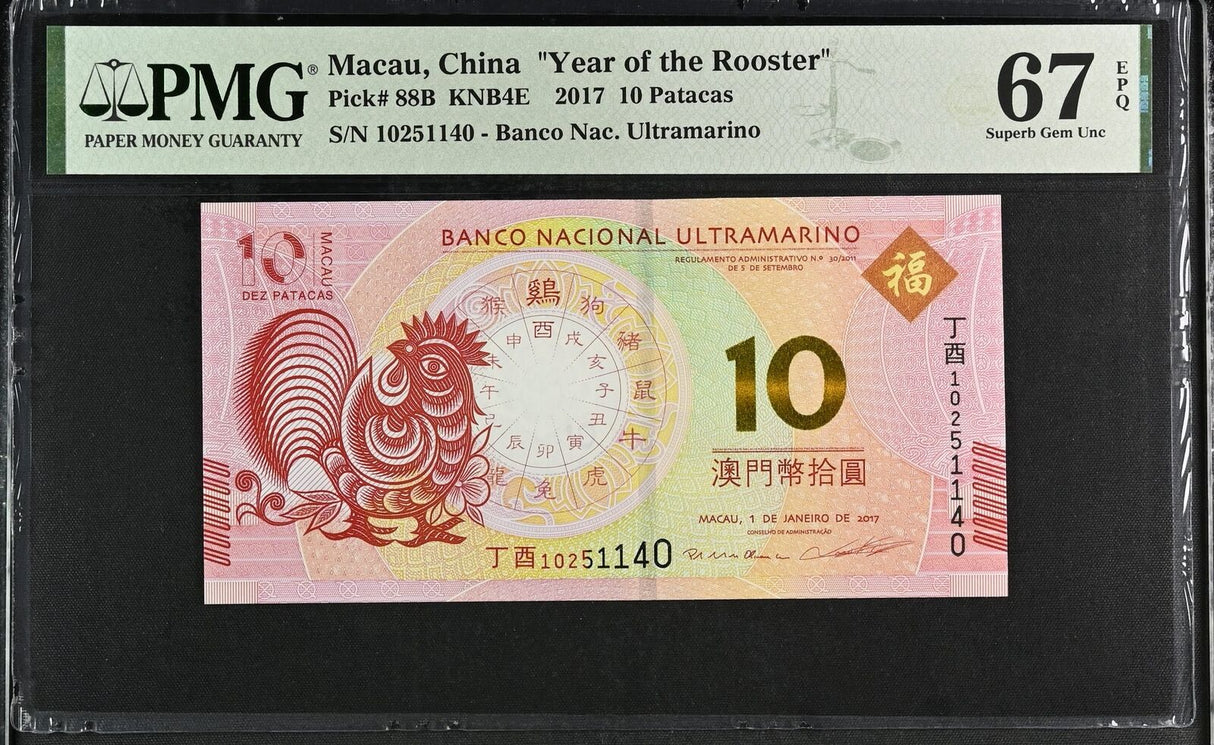 PMG®
PAPER MONEY GUARANTY
Macau, China "Year of the Rooster"
Pick# 88B KNB4E 2017 10 Patacas
S/N 10251140 - Banco Nac. Ultramarino
67
EPQ
Superb Gem Unc
10
MACAU
DEZ PATACAS
BANCO NACIONAL ULTRAMARINO
REGULAMENTO ADMINISTRATIVO N.º 30/2011
DE 5 DE SETEMBRO
福
猴 鷄 狗 豬 鼠 牛 虎 兔 龍
申 酉 戌 亥 子 丑 寅 卯 辰 巳 午 未
10
澳門幣拾圓
MACAU, 1 DE JANEIRO DE 2017
CONSELHO DE ADMINISTRAÇÃO
丁酉10251140
丁酉10251140